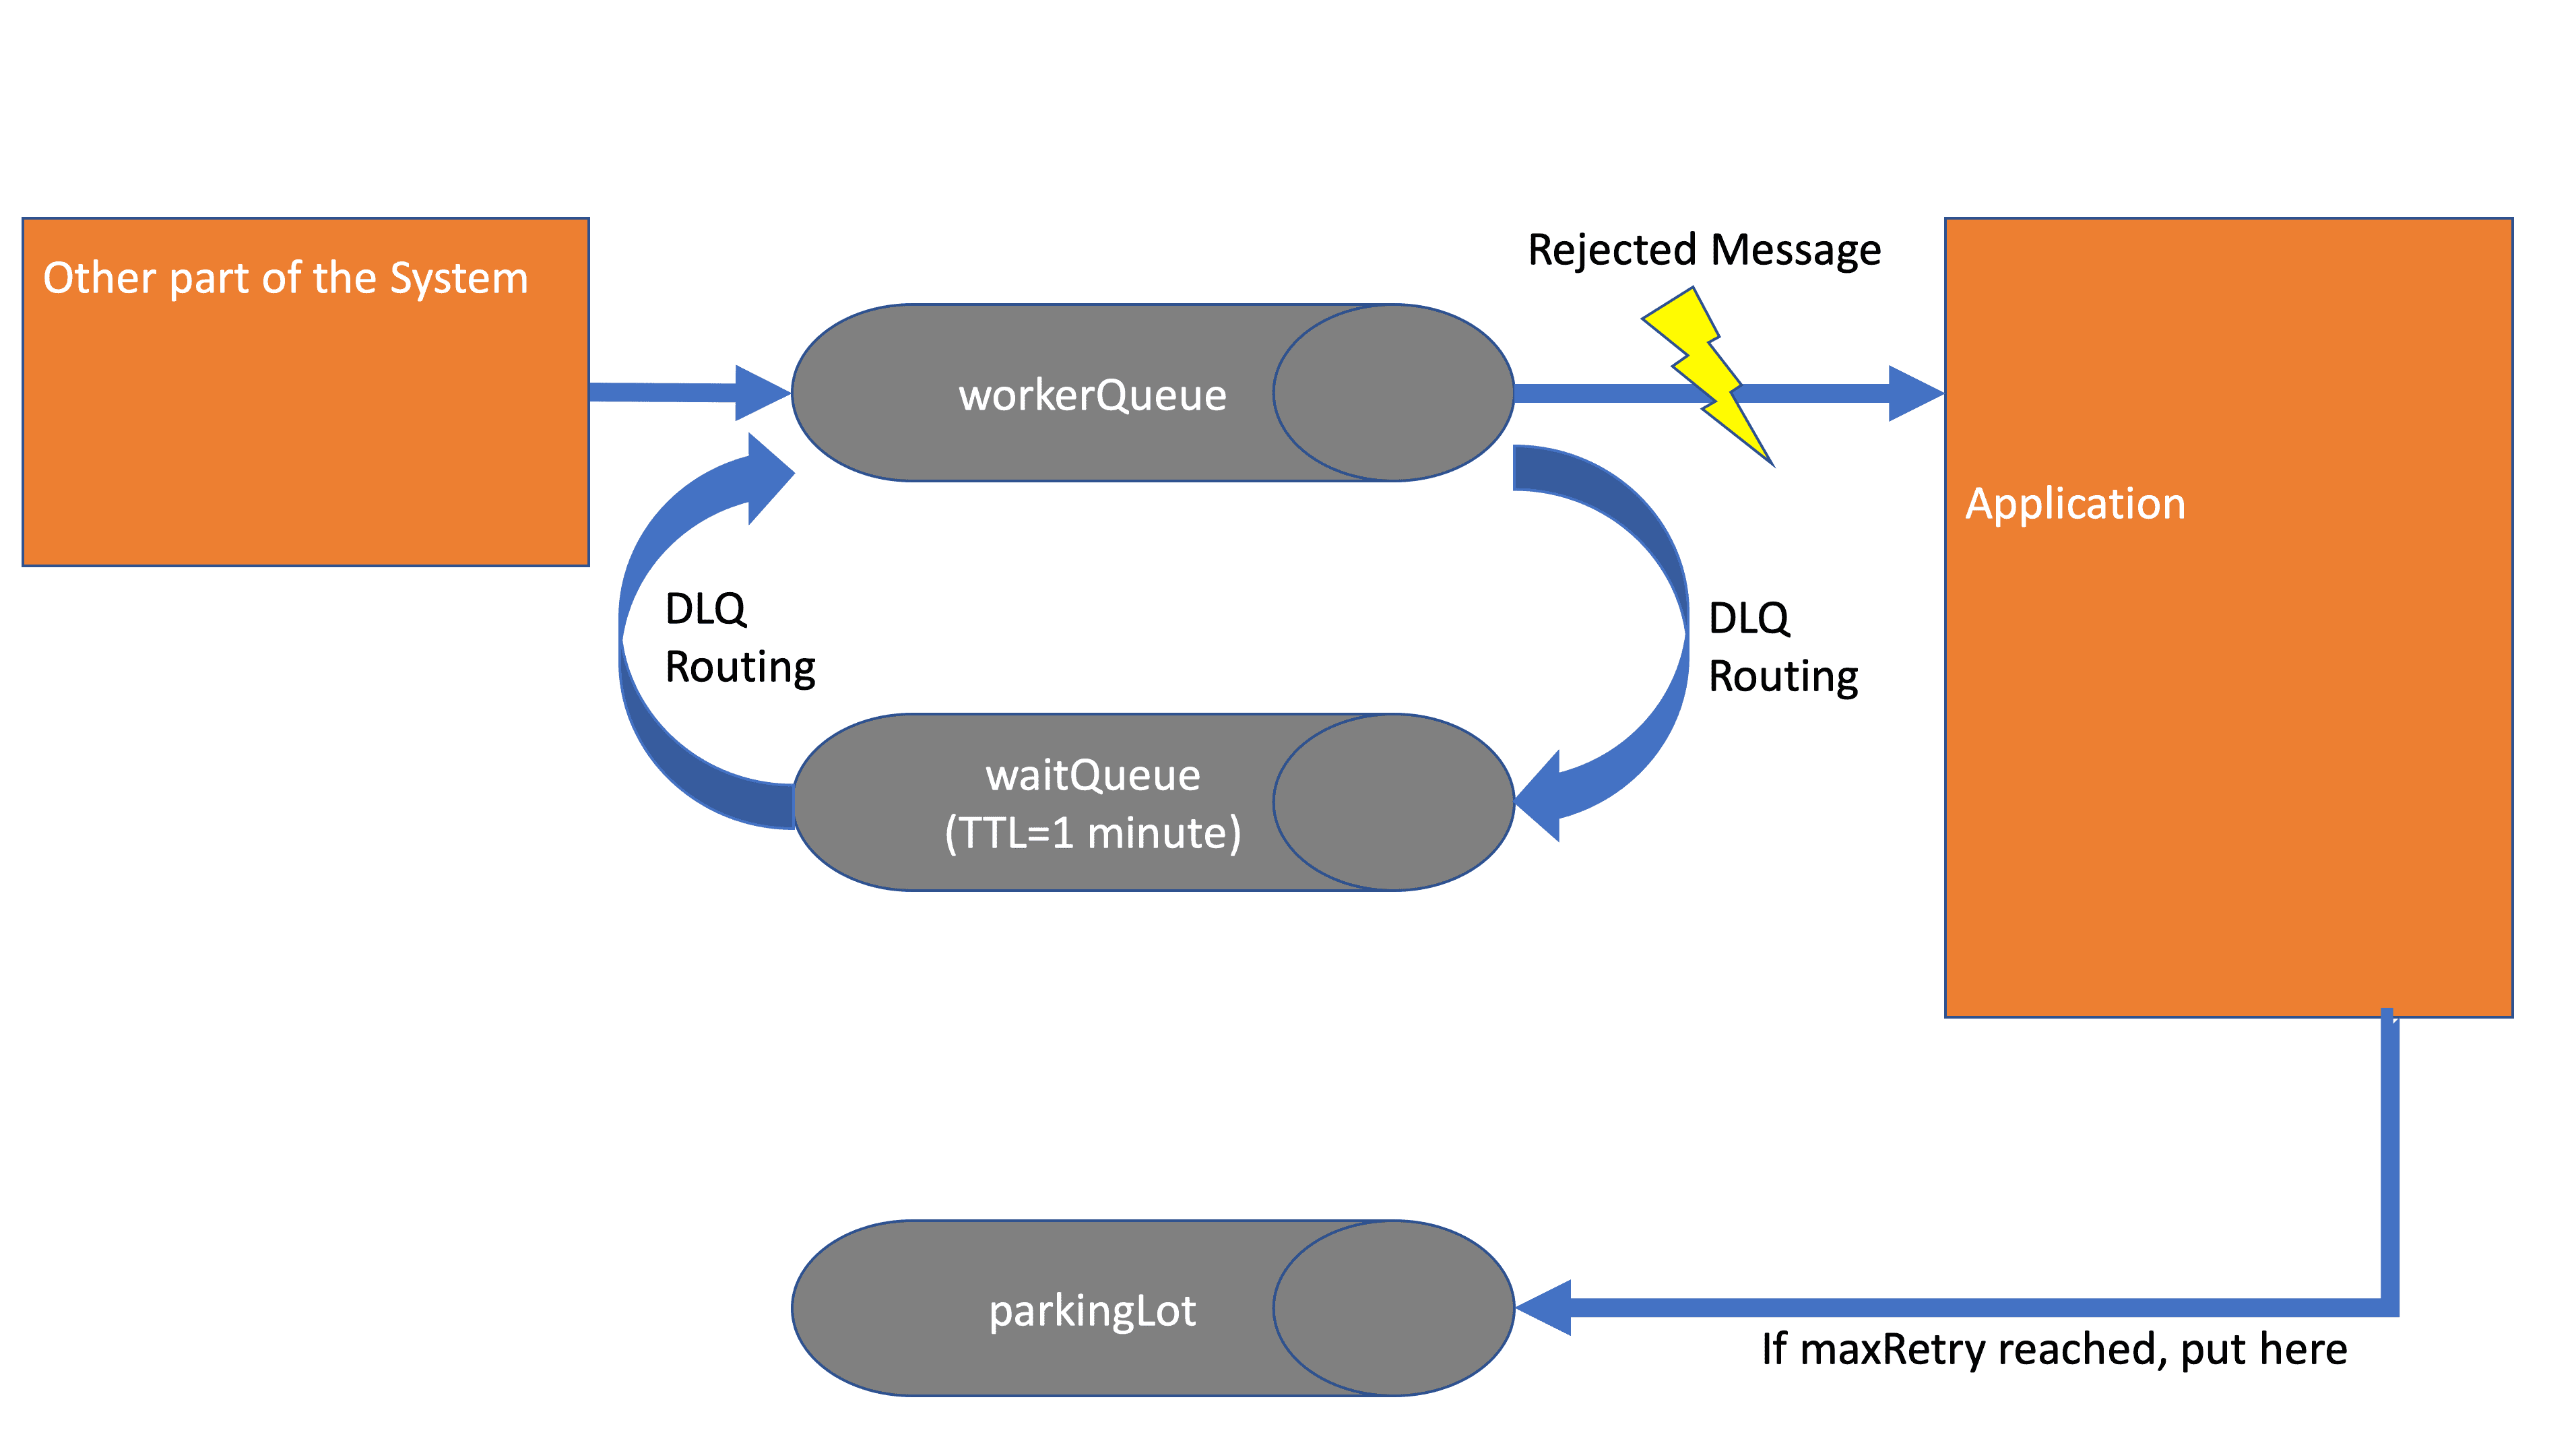 Rejected Message
Other part of the System
workerQueue
Application
DLQ
Routing
DLQ
Routing
waitQueue
(TTL=1 minute)
parkingLot
If maxRetry reached, put here